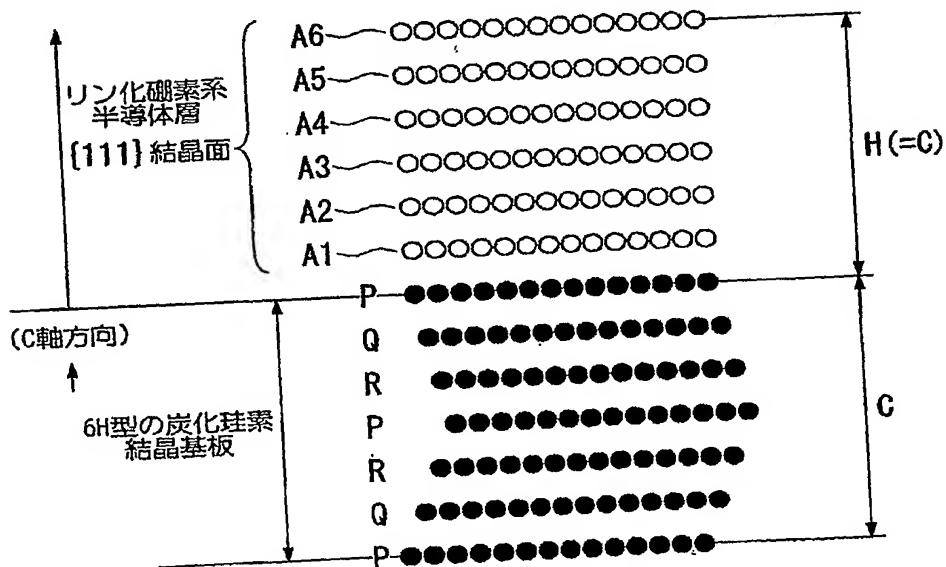 A6
A5
A4
A3
A2
A1
リン化硼素系
半導体層
{111}結晶面
H(=C)
P
Q
R
P
R
Q
P
(C軸方向)
6H型の炭化珪素
結晶基板
C